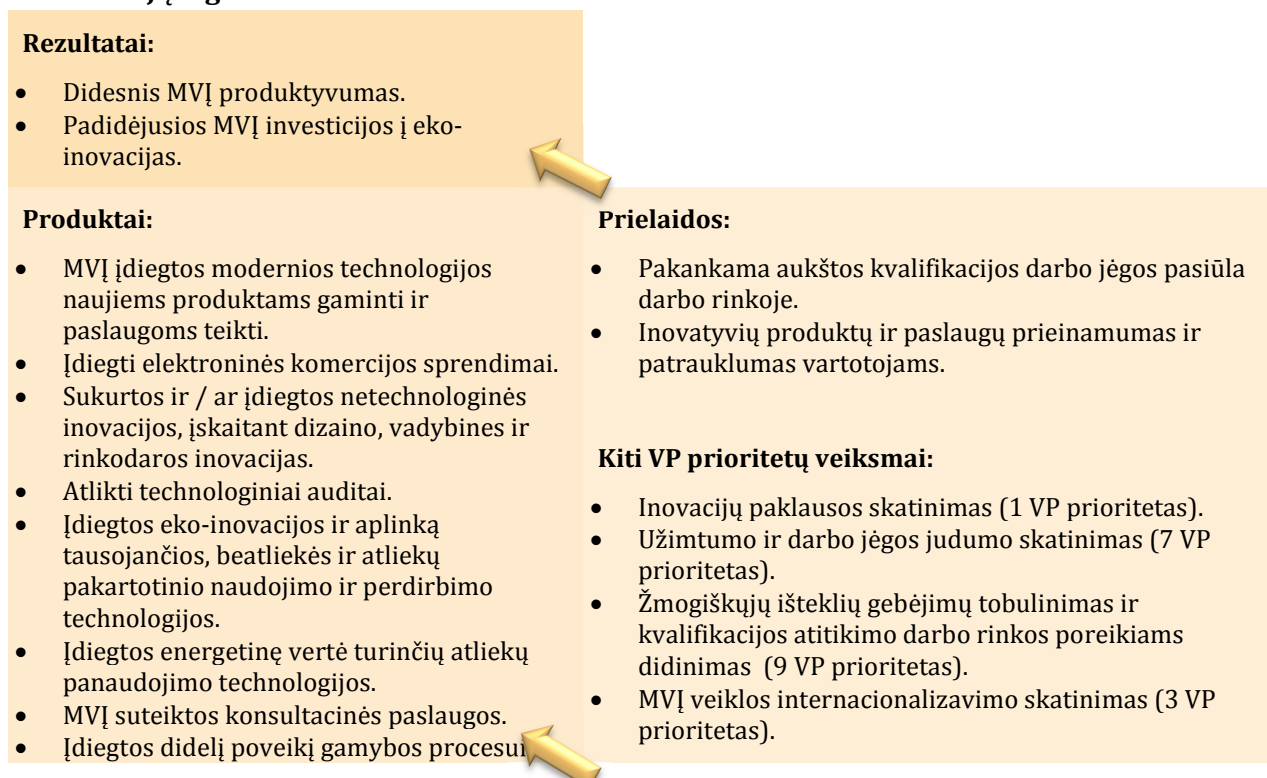 Rezultatai:
• Didesnis MVĮ produktyvumas.
• Padidėjusios MVĮ investicijos į eko-
inovacijas.
Produktai:
• MVĮ įdiegtos modernios technologijos
naujiems produktams gaminti ir
paslaugoms teikti.
• Įdiegti elektroninės komercijos sprendimai.
• Sukurtos ir / ar įdiegtos netechnologinės
inovacijos, įskaitant dizaino, vadybines ir
rinkodaros inovacijas.
• Atlikti technologiniai auditai.
• Įdiegtos eko-inovacijos ir aplinką
tausojančios, beatliekės ir atliekų
pakartotinio naudojimo ir perdirbimo
technologijos.
• Įdiegtos energetinę vertė turinčių atliekų
panaudojimo technologijos.
• MVĮ suteiktos konsultacinės paslaugos.
• Įdiegtos didelį poveikį gamybos
Prielaidos:
• Pakankama aukštos kvalifikacijos darbo jėgos pasiūla
darbo rinkoje.
• Inovatyvių produktų ir paslaugų prieinamumas ir
patrauklumas vartotojams.
Kiti VP prioritetų veiksmai:
• Inovacijų paklausos skatinimas (1 VP prioritetas).
• Užimtumo ir darbo jėgos judumo skatinimas (7 VP
prioritetas).
• Žmogiškųjų išteklių gebėjimų tobulinimas ir
kvalifikacijos atitikimo darbo rinkos poreikiams
didinimas (9 VP prioritetas).
• MVĮ veiklos internacionalizavimo skatinimas (3 VP
prioritetas).